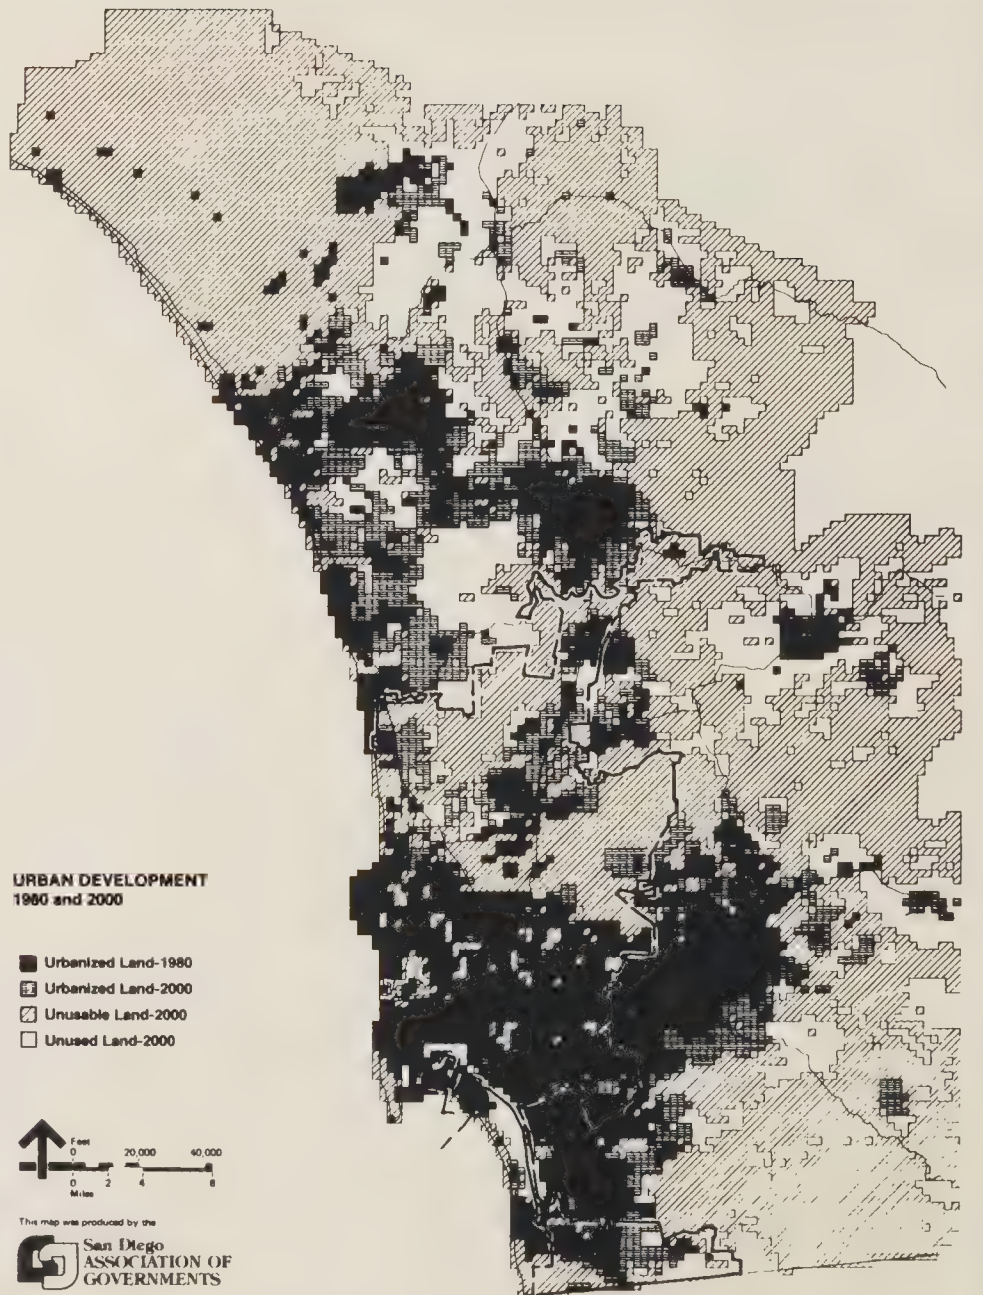 URBAN DEVELOPMENT
1980 and 2000
Urbanized Land-1980
Urbanized Land-2000
Unusable Land-2000
Unused Land-2000
Feet
0 20,000 40,000
0 2 4 8
Miles
This map was produced by the
San Diego
ASSOCIATION OF
GOVERNMENTS